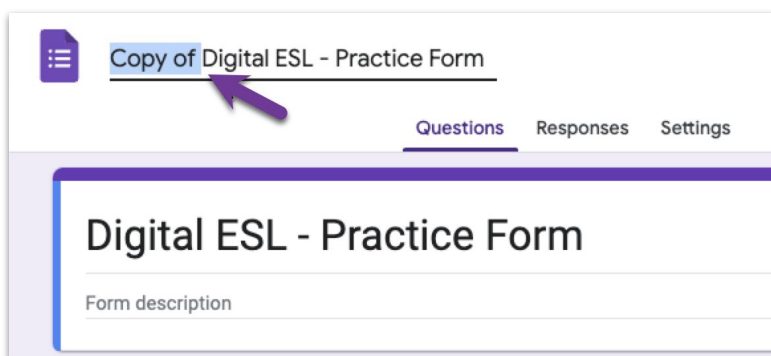 Copy of Digital ESL - Practice Form
Questions Responses Settings
Digital ESL - Practice Form
Form description